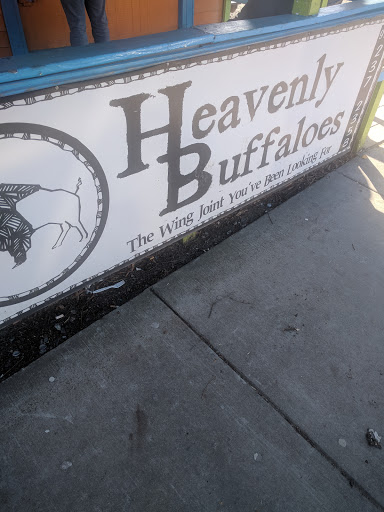 Heavenly
Buffaloes
The Wing Joint You've Been Looking For